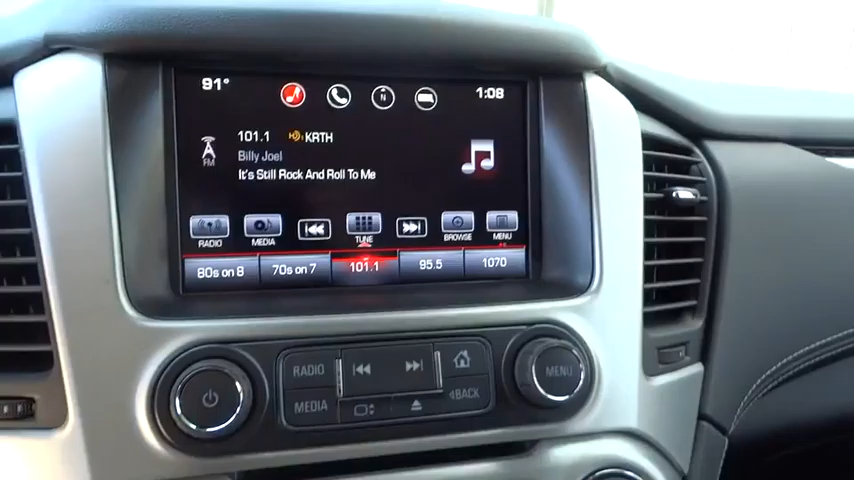 91°
1:08
N
101.1 HD KRTH
FM
Billy Joel
It's Still Rock And Roll To Me
RADIO
MEDIA
TUNE
BROWSE
MENU
80s on 8
70s on 7
101.1
95.5
1070
RADIO
MEDIA
BACK
MENU